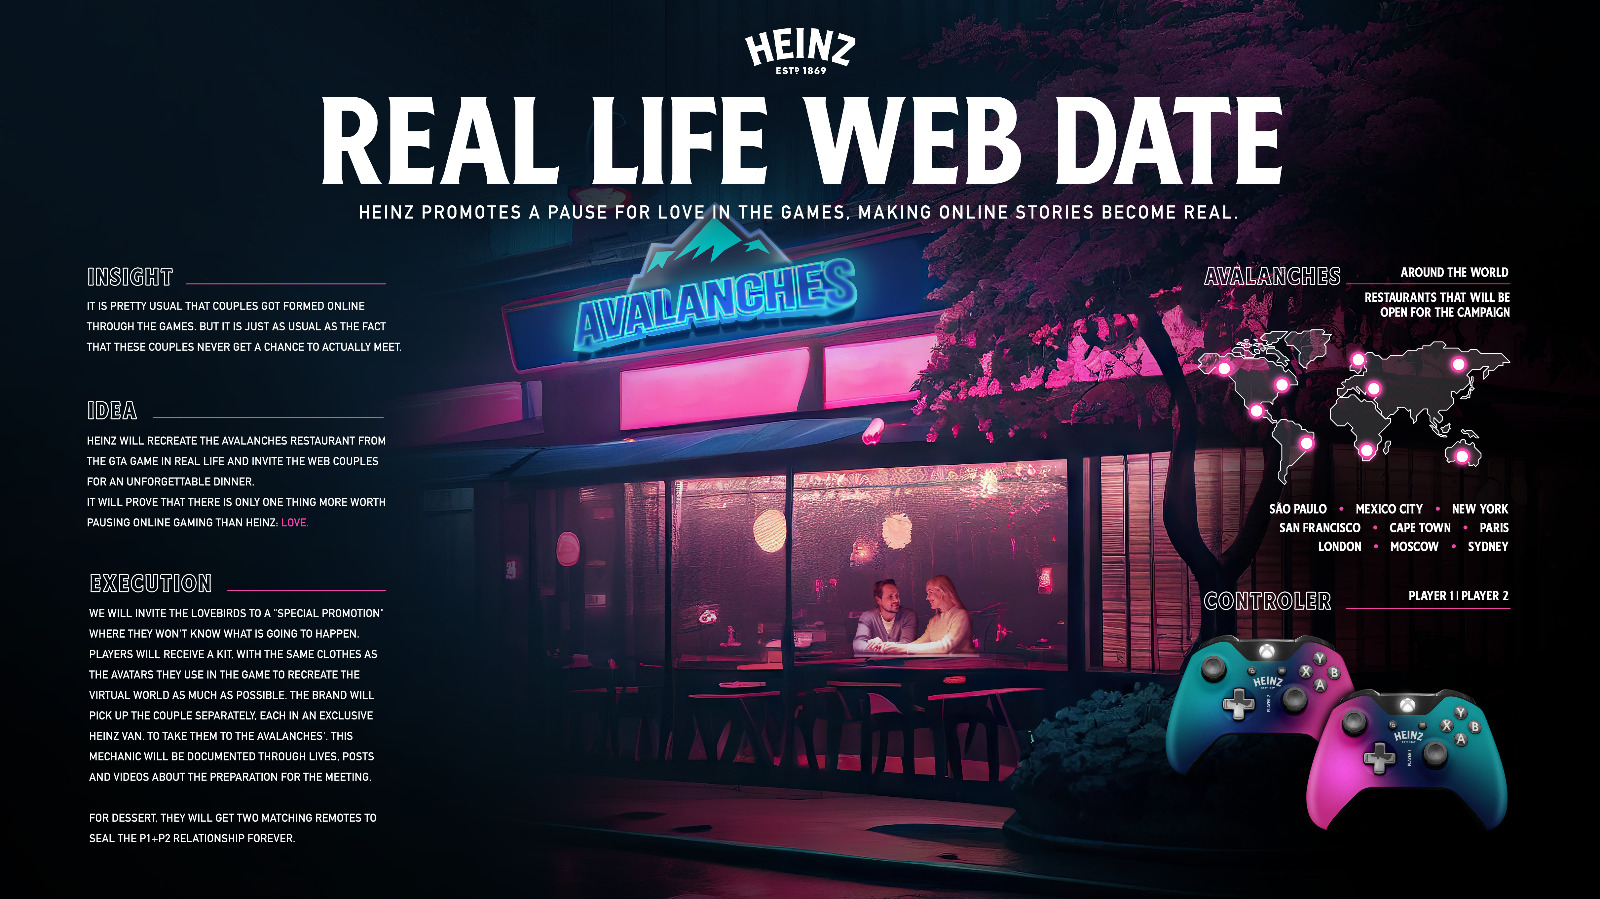 HEINZ
ESTD 1869
REAL LIFE WEB DATE
HEINZ PROMOTES A PAUSE FOR LOVE IN THE GAMES, MAKING ONLINE STORIES BECOME REAL.
AVALANCHES
INSIGHT
IT IS PRETTY USUAL THAT COUPLES GOT FORMED ONLINE
THROUGH THE GAMES. BUT IT IS JUST AS USUAL AS THE FACT
THAT THESE COUPLES NEVER GET A CHANCE TO ACTUALLY MEET.
IDEA
HEINZ WILL RECREATE THE AVALANCHES RESTAURANT FROM
THE GTA GAME IN REAL LIFE AND INVITE THE WEB COUPLES
FOR AN UNFORGETTABLE DINNER.
IT WILL PROVE THAT THERE IS ONLY ONE THING MORE WORTH
PAUSING ONLINE GAMING THAN HEINZ: LOVE.
EXECUTION
WE WILL INVITE THE LOVEBIRDS TO A "SPECIAL PROMOTION"
WHERE THEY WON'T KNOW WHAT IS GOING TO HAPPEN.
PLAYERS WILL RECEIVE A KIT, WITH THE SAME CLOTHES AS
THE AVATARS THEY USE IN THE GAME TO RECREATE THE
VIRTUAL WORLD AS MUCH AS POSSIBLE. THE BRAND WILL
PICK UP THE COUPLE SEPARATELY, EACH IN AN EXCLUSIVE
HEINZ VAN, TO TAKE THEM TO THE AVALANCHES'. THIS
MECHANIC WILL BE DOCUMENTED THROUGH LIVES, POSTS
AND VIDEOS ABOUT THE PREPARATION FOR THE MEETING.
FOR DESSERT, THEY WILL GET TWO MATCHING REMOTES TO
SEAL THE P1+P2 RELATIONSHIP FOREVER.
AVALANCHES AROUND THE WORLD
RESTAURANTS THAT WILL BE
OPEN FOR THE CAMPAIGN
SÃO PAULO • MEXICO CITY • NEW YORK
SAN FRANCISCO • CAPE TOWN • PARIS
LONDON • MOSCOW • SYDNEY
CONTROLER PLAYER 1 | PLAYER 2
Y
X B
A
HEINZ
Y
X B
A
HEINZ